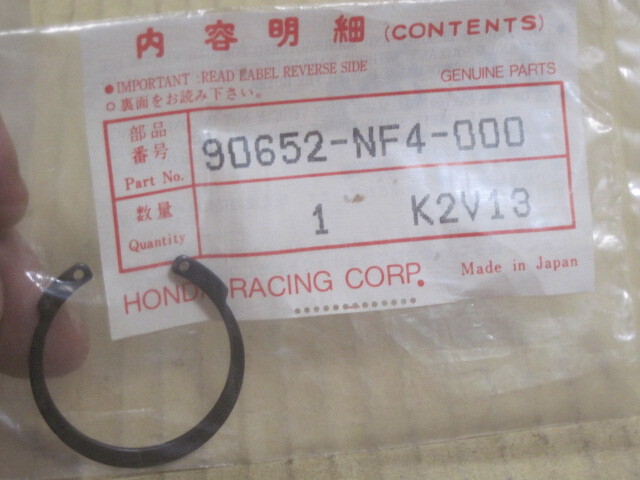 内容明細 (CONTENTS)
●IMPORTANT : READ LABEL REVERSE SIDE
○裏面をお読み下さい。
GENUINE PARTS
部品
番号
Part No.
90652-NF4-000
数量
Quantity
1 K2V13
HONDA RACING CORP.
Made in Japan